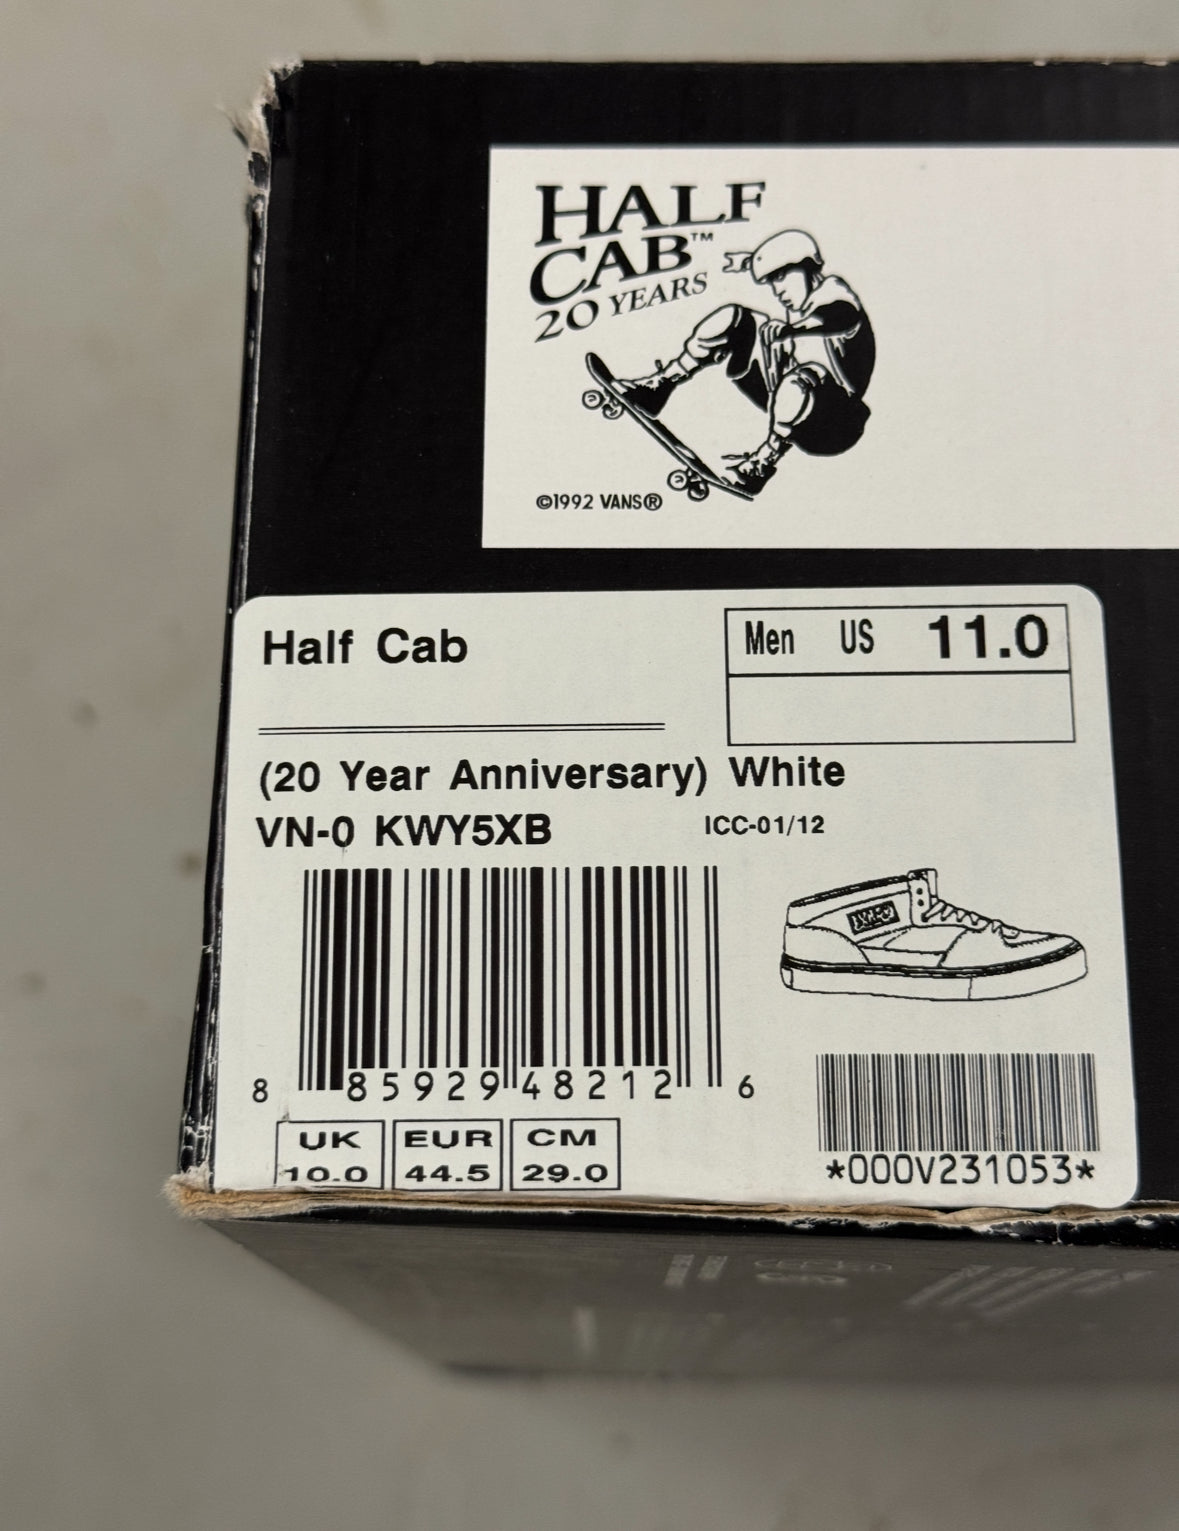 HALF
CAB™
20 YEARS
©1992 VANS®
Half Cab
Men US 11.0
(20 Year Anniversary) White
VN-0 KWY5XB ICC-01/12
8 85929 48212 6
UK EUR CM
10.0 44.5 29.0
*000V231053*